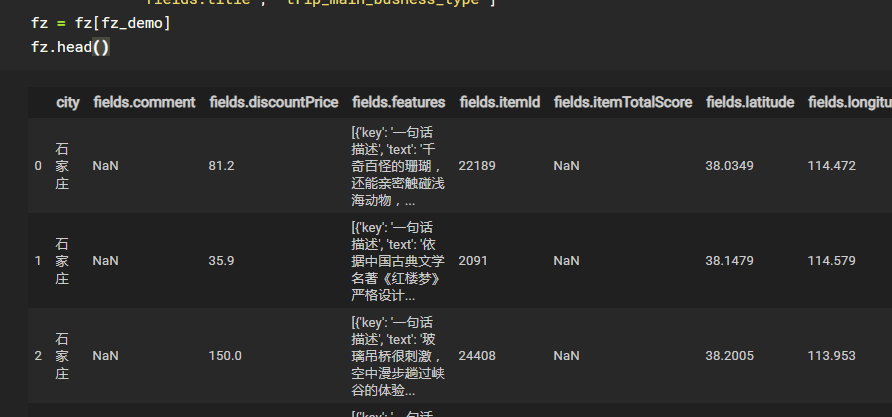 fields.title", "trip_main_busness_type"]
fz = fz[fz_demo]
fz.head()
city fields.comment fields.discountPrice fields.features fields.itemId fields.itemTotalScore fields.latitude fields.longitu
0 石家庄 NaN 81.2 [{'key': '一句话描述', 'text': '千奇百怪的珊瑚，还能亲密触碰浅海动物，... 22189 NaN 38.0349 114.472
1 石家庄 NaN 35.9 [{'key': '一句话描述', 'text': '依据中国古典文学名著《红楼梦》严格设计... 2091 NaN 38.1479 114.579
2 石家庄 NaN 150.0 [{'key': '一句话描述', 'text': '玻璃吊桥很刺激，空中漫步趟过峡谷的体验... 24408 NaN 38.2005 113.953
[{'key': '一句话